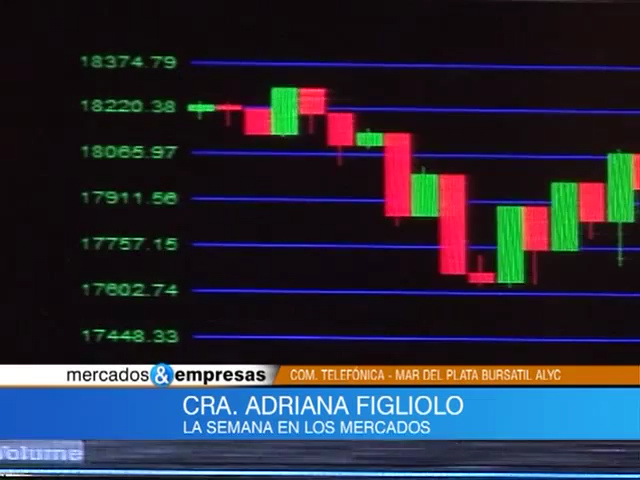 18374.79
18220.38
18065.97
17911.56
17757.15
17602.74
17448.33
mercados&empresas
COM. TELEFÓNICA - MAR DEL PLATA BURSATIL ALYC
CRA. ADRIANA FIGLIOLO
LA SEMANA EN LOS MERCADOS
Volume